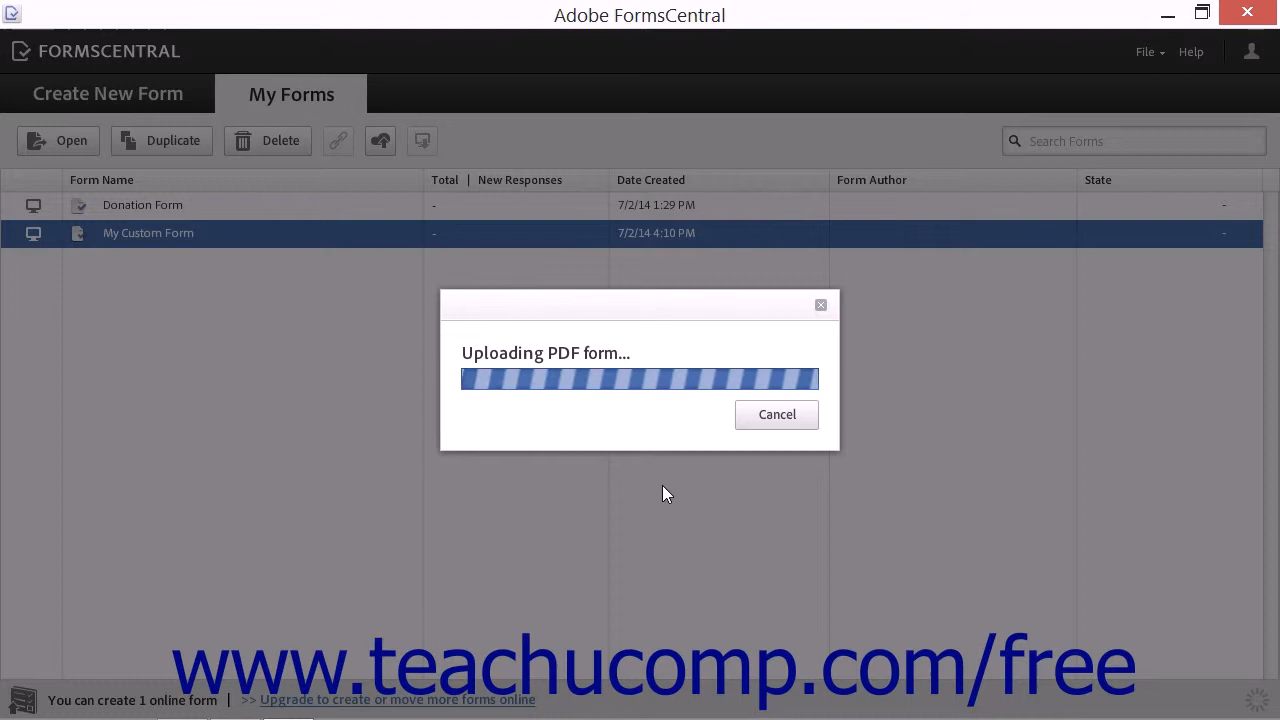 Adobe FormsCentral
FORMSCENTRAL
File Help
Create New Form My Forms
Open Duplicate Delete Search Forms
Form Name Total | New Responses Date Created Form Author State
Donation Form - 7/2/14 1:29 PM -
My Custom Form - 7/2/14 4:10 PM -
Uploading PDF form...
Cancel
www.teachucomp.com/free
You can create 1 online form | >> Upgrade to create or move more forms online